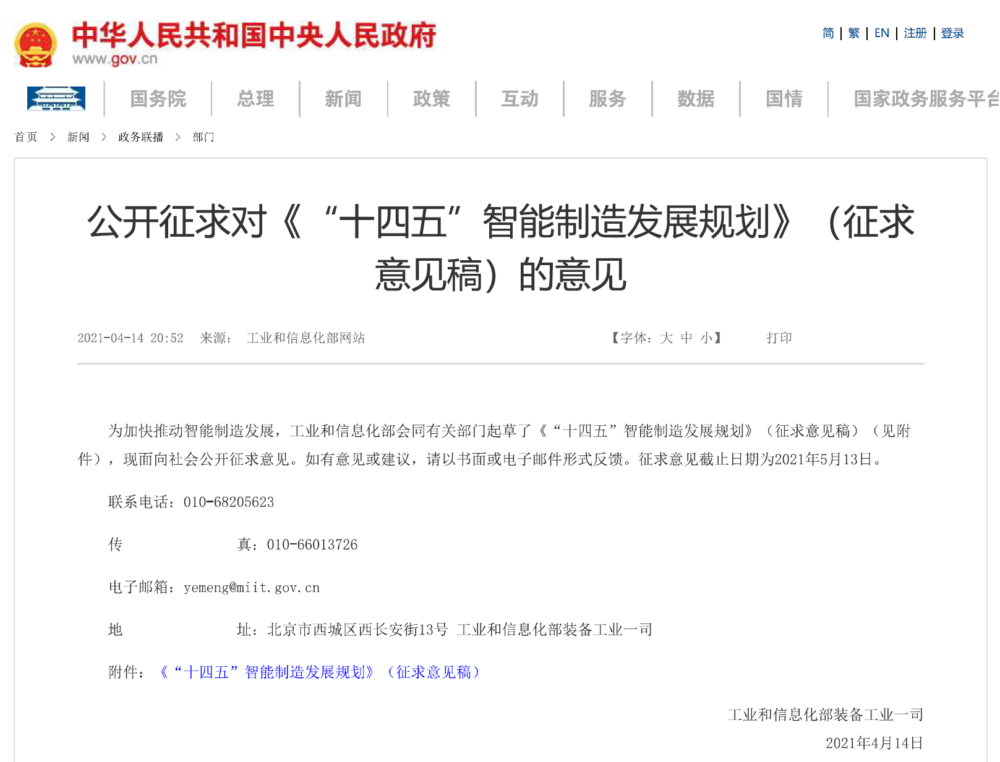 中华人民共和国中央人民政府
www.gov.cn
简 | 繁 | EN | 注册 | 登录
国务院 总理 新闻 政策 互动 服务 数据 国情 国家政务服务平台
首页 > 新闻 > 政务联播 > 部门
公开征求对《“十四五”智能制造发展规划》（征求
意见稿）的意见
2021-04-14 20:52 来源： 工业和信息化部网站 【字体：大 中 小】 打印
为加快推动智能制造发展，工业和信息化部会同有关部门起草了《“十四五”智能制造发展规划》（征求意见稿）（见附
件），现面向社会公开征求意见。如有意见或建议，请以书面或电子邮件形式反馈。征求意见截止日期为2021年5月13日。
联系电话：010-68205623
传 真：010-66013726
电子邮箱：yemeng@miit.gov.cn
地 址：北京市西城区西长安街13号 工业和信息化部装备工业一司
附件：《“十四五”智能制造发展规划》（征求意见稿）
工业和信息化部装备工业一司
2021年4月14日